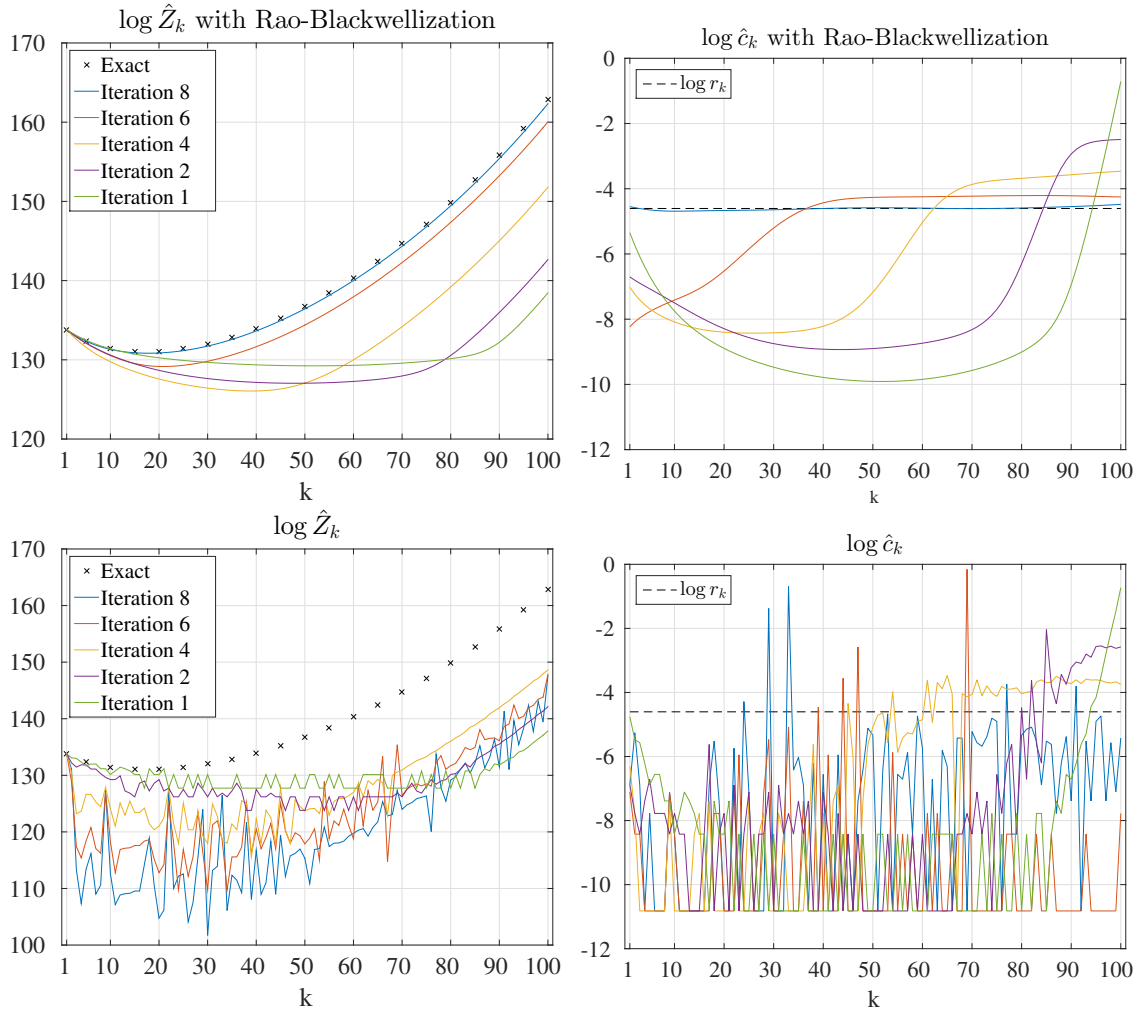 log Ẑ_k with Rao-Blackwellization
170
160
150
140
130
120
× Exact
Iteration 8
Iteration 6
Iteration 4
Iteration 2
Iteration 1
1 10 20 30 40 50 60 70 80 90 100
k
log ĉ_k with Rao-Blackwellization
0
-2
-4
-6
-8
-10
-12
log r_k
1 10 20 30 40 50 60 70 80 90 100
k
log Ẑ_k
170
160
150
140
130
120
110
100
× Exact
Iteration 8
Iteration 6
Iteration 4
Iteration 2
Iteration 1
1 10 20 30 40 50 60 70 80 90 100
k
log ĉ_k
0
-2
-4
-6
-8
-10
-12
log r_k
1 10 20 30 40 50 60 70 80 90 100
k